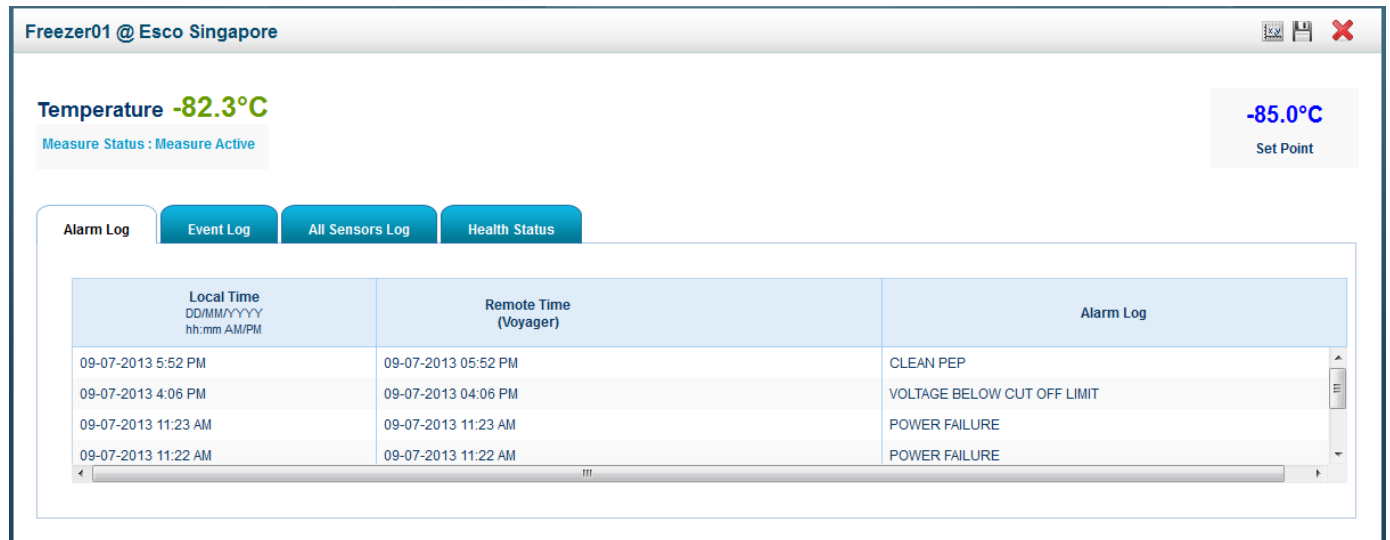 Freezer01 @ Esco Singapore
Temperature -82.3°C
Measure Status : Measure Active
-85.0°C
Set Point
Alarm Log Event Log All Sensors Log Health Status
Local Time
DD/MM/YYYY
hh:mm AM/PM
Remote Time
(Voyager)
Alarm Log
09-07-2013 5:52 PM 09-07-2013 05:52 PM CLEAN PEP
09-07-2013 4:06 PM 09-07-2013 04:06 PM VOLTAGE BELOW CUT OFF LIMIT
09-07-2013 11:23 AM 09-07-2013 11:23 AM POWER FAILURE
09-07-2013 11:22 AM 09-07-2013 11:22 AM POWER FAILURE